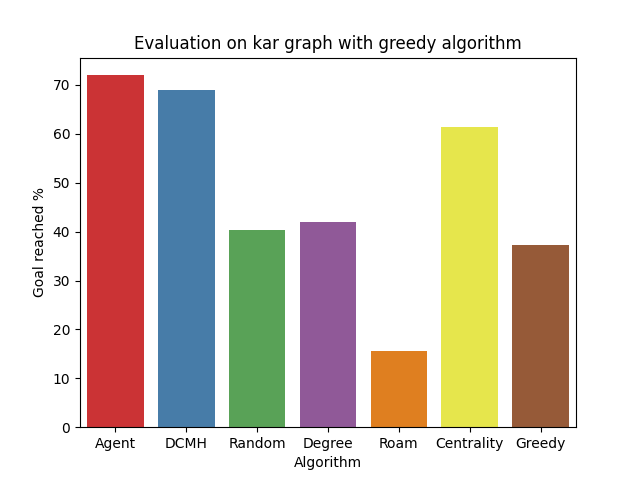 Evaluation on kar graph with greedy algorithm
70
60
50
40
30
20
10
0
Goal reached %
Agent DCMH Random Degree Roam Centrality Greedy
Algorithm